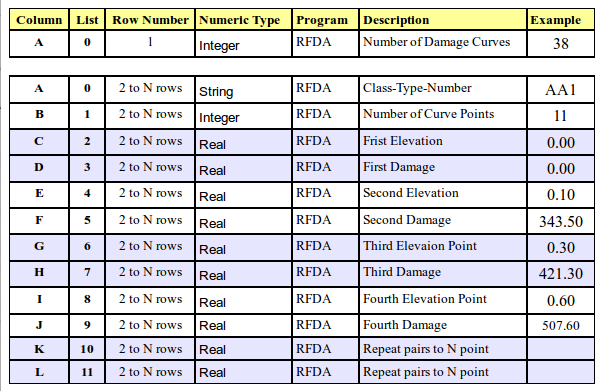 Column List Row Number Numeric Type Program Description Example
A 0 1 Integer RFDA Number of Damage Curves 38
A 0 2 to N rows String RFDA Class-Type-Number AA1
B 1 2 to N rows Integer RFDA Number of Curve Points 11
C 2 2 to N rows Real RFDA Frist Elevation 0.00
D 3 2 to N rows Real RFDA First Damage 0.00
E 4 2 to N rows Real RFDA Second Elevation 0.10
F 5 2 to N rows Real RFDA Second Damage 343.50
G 6 2 to N rows Real RFDA Third Elevaion Point 0.30
H 7 2 to N rows Real RFDA Third Damage 421.30
I 8 2 to N rows Real RFDA Fourth Elevation Point 0.60
J 9 2 to N rows Real RFDA Fourth Damage 507.60
K 10 2 to N rows Real RFDA Repeat pairs to N point
L 11 2 to N rows Real RFDA Repeat pairs to N point